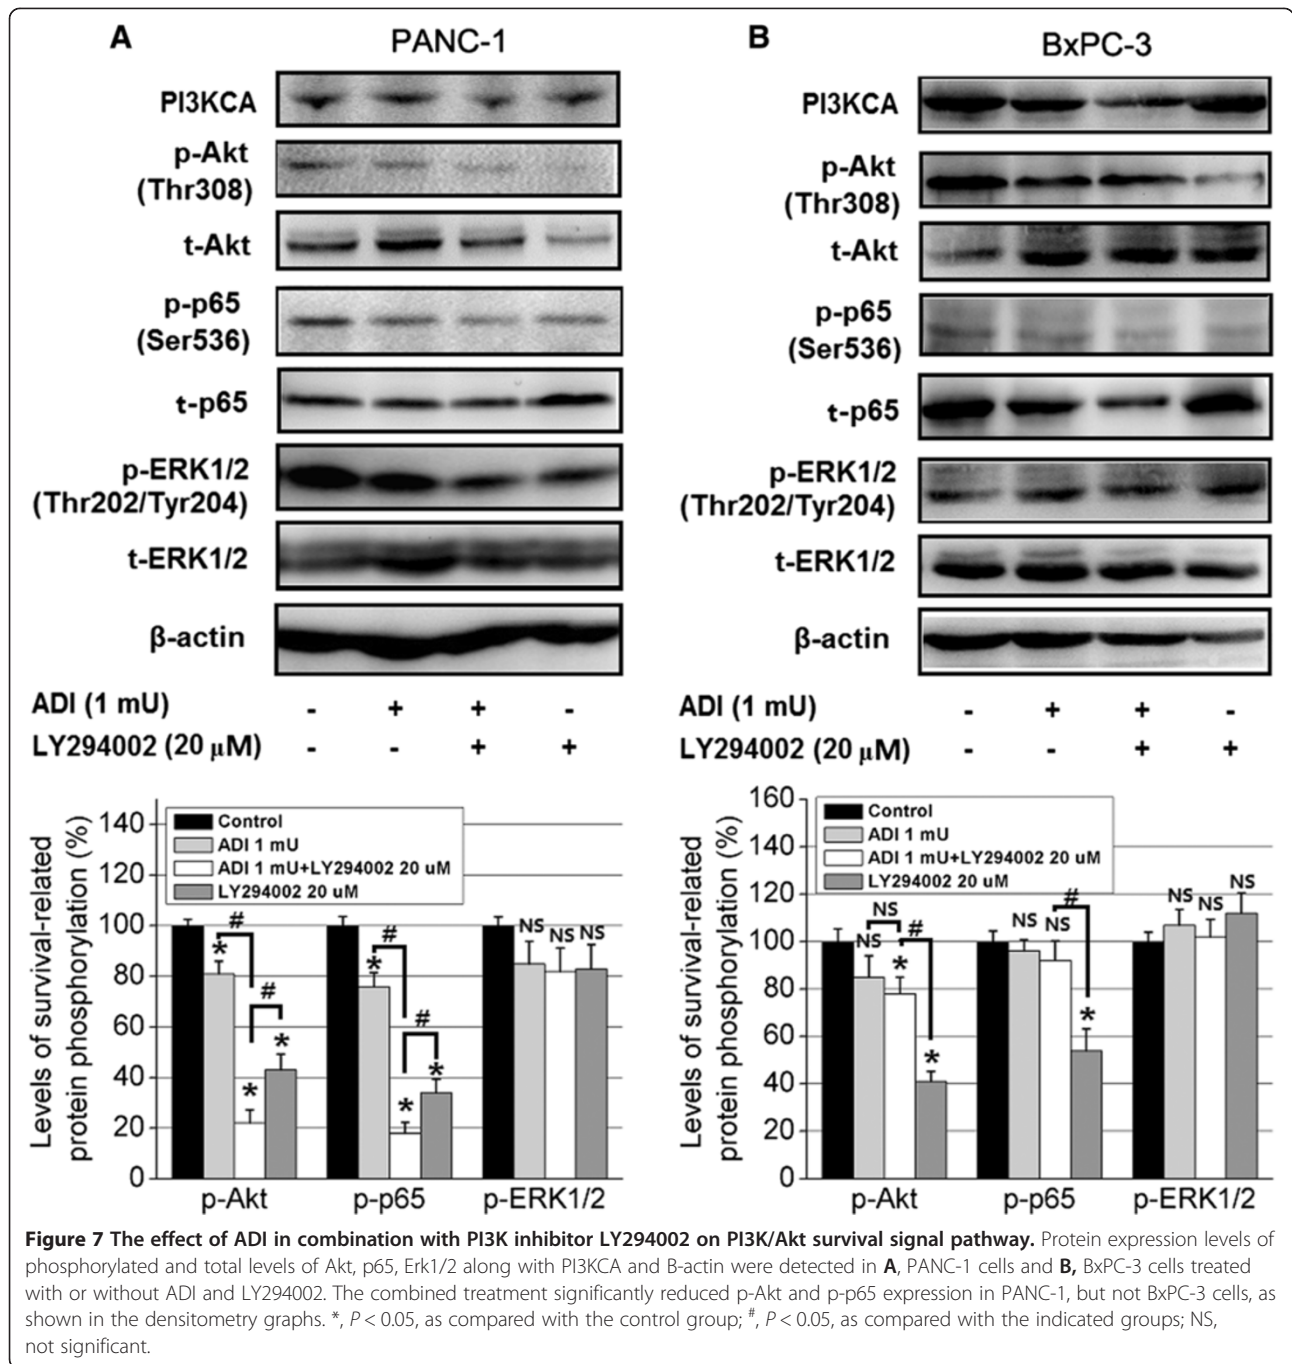 A
PANC-1
PI3KCA
p-Akt
(Thr308)
t-Akt
p-p65
(Ser536)
t-p65
p-ERK1/2
(Thr202/Tyr204)
t-ERK1/2
β-actin
ADI (1 mU) - + + -
LY294002 (20 μM) - - + +
B
BxPC-3
PI3KCA
p-Akt
(Thr308)
t-Akt
p-p65
(Ser536)
t-p65
p-ERK1/2
(Thr202/Tyr204)
t-ERK1/2
β-actin
ADI (1 mU) - + + -
LY294002 (20 μM) - - + +
Levels of survival-related
protein phosphorylation (%)
140
120
100
80
60
40
20
0
Control
ADI 1 mU
ADI 1 mU+LY294002 20 uM
LY294002 20 uM
* # * # *
* # * # *
NS NS NS
p-Akt p-p65 p-ERK1/2
Levels of survival-related
protein phosphorylation (%)
160
140
120
100
80
60
40
20
0
Control
ADI 1 mU
ADI 1 mU+LY294002 20 uM
LY294002 20 uM
NS NS * # *
NS NS # *
NS NS NS
p-Akt p-p65 p-ERK1/2
Figure 7 The effect of ADI in combination with PI3K inhibitor LY294002 on PI3K/Akt survival signal pathway. Protein expression levels of
phosphorylated and total levels of Akt, p65, Erk1/2 along with PI3KCA and B-actin were detected in A, PANC-1 cells and B, BxPC-3 cells treated
with or without ADI and LY294002. The combined treatment significantly reduced p-Akt and p-p65 expression in PANC-1, but not BxPC-3 cells, as
shown in the densitometry graphs. *, P < 0.05, as compared with the control group; #, P < 0.05, as compared with the indicated groups; NS,
not significant.